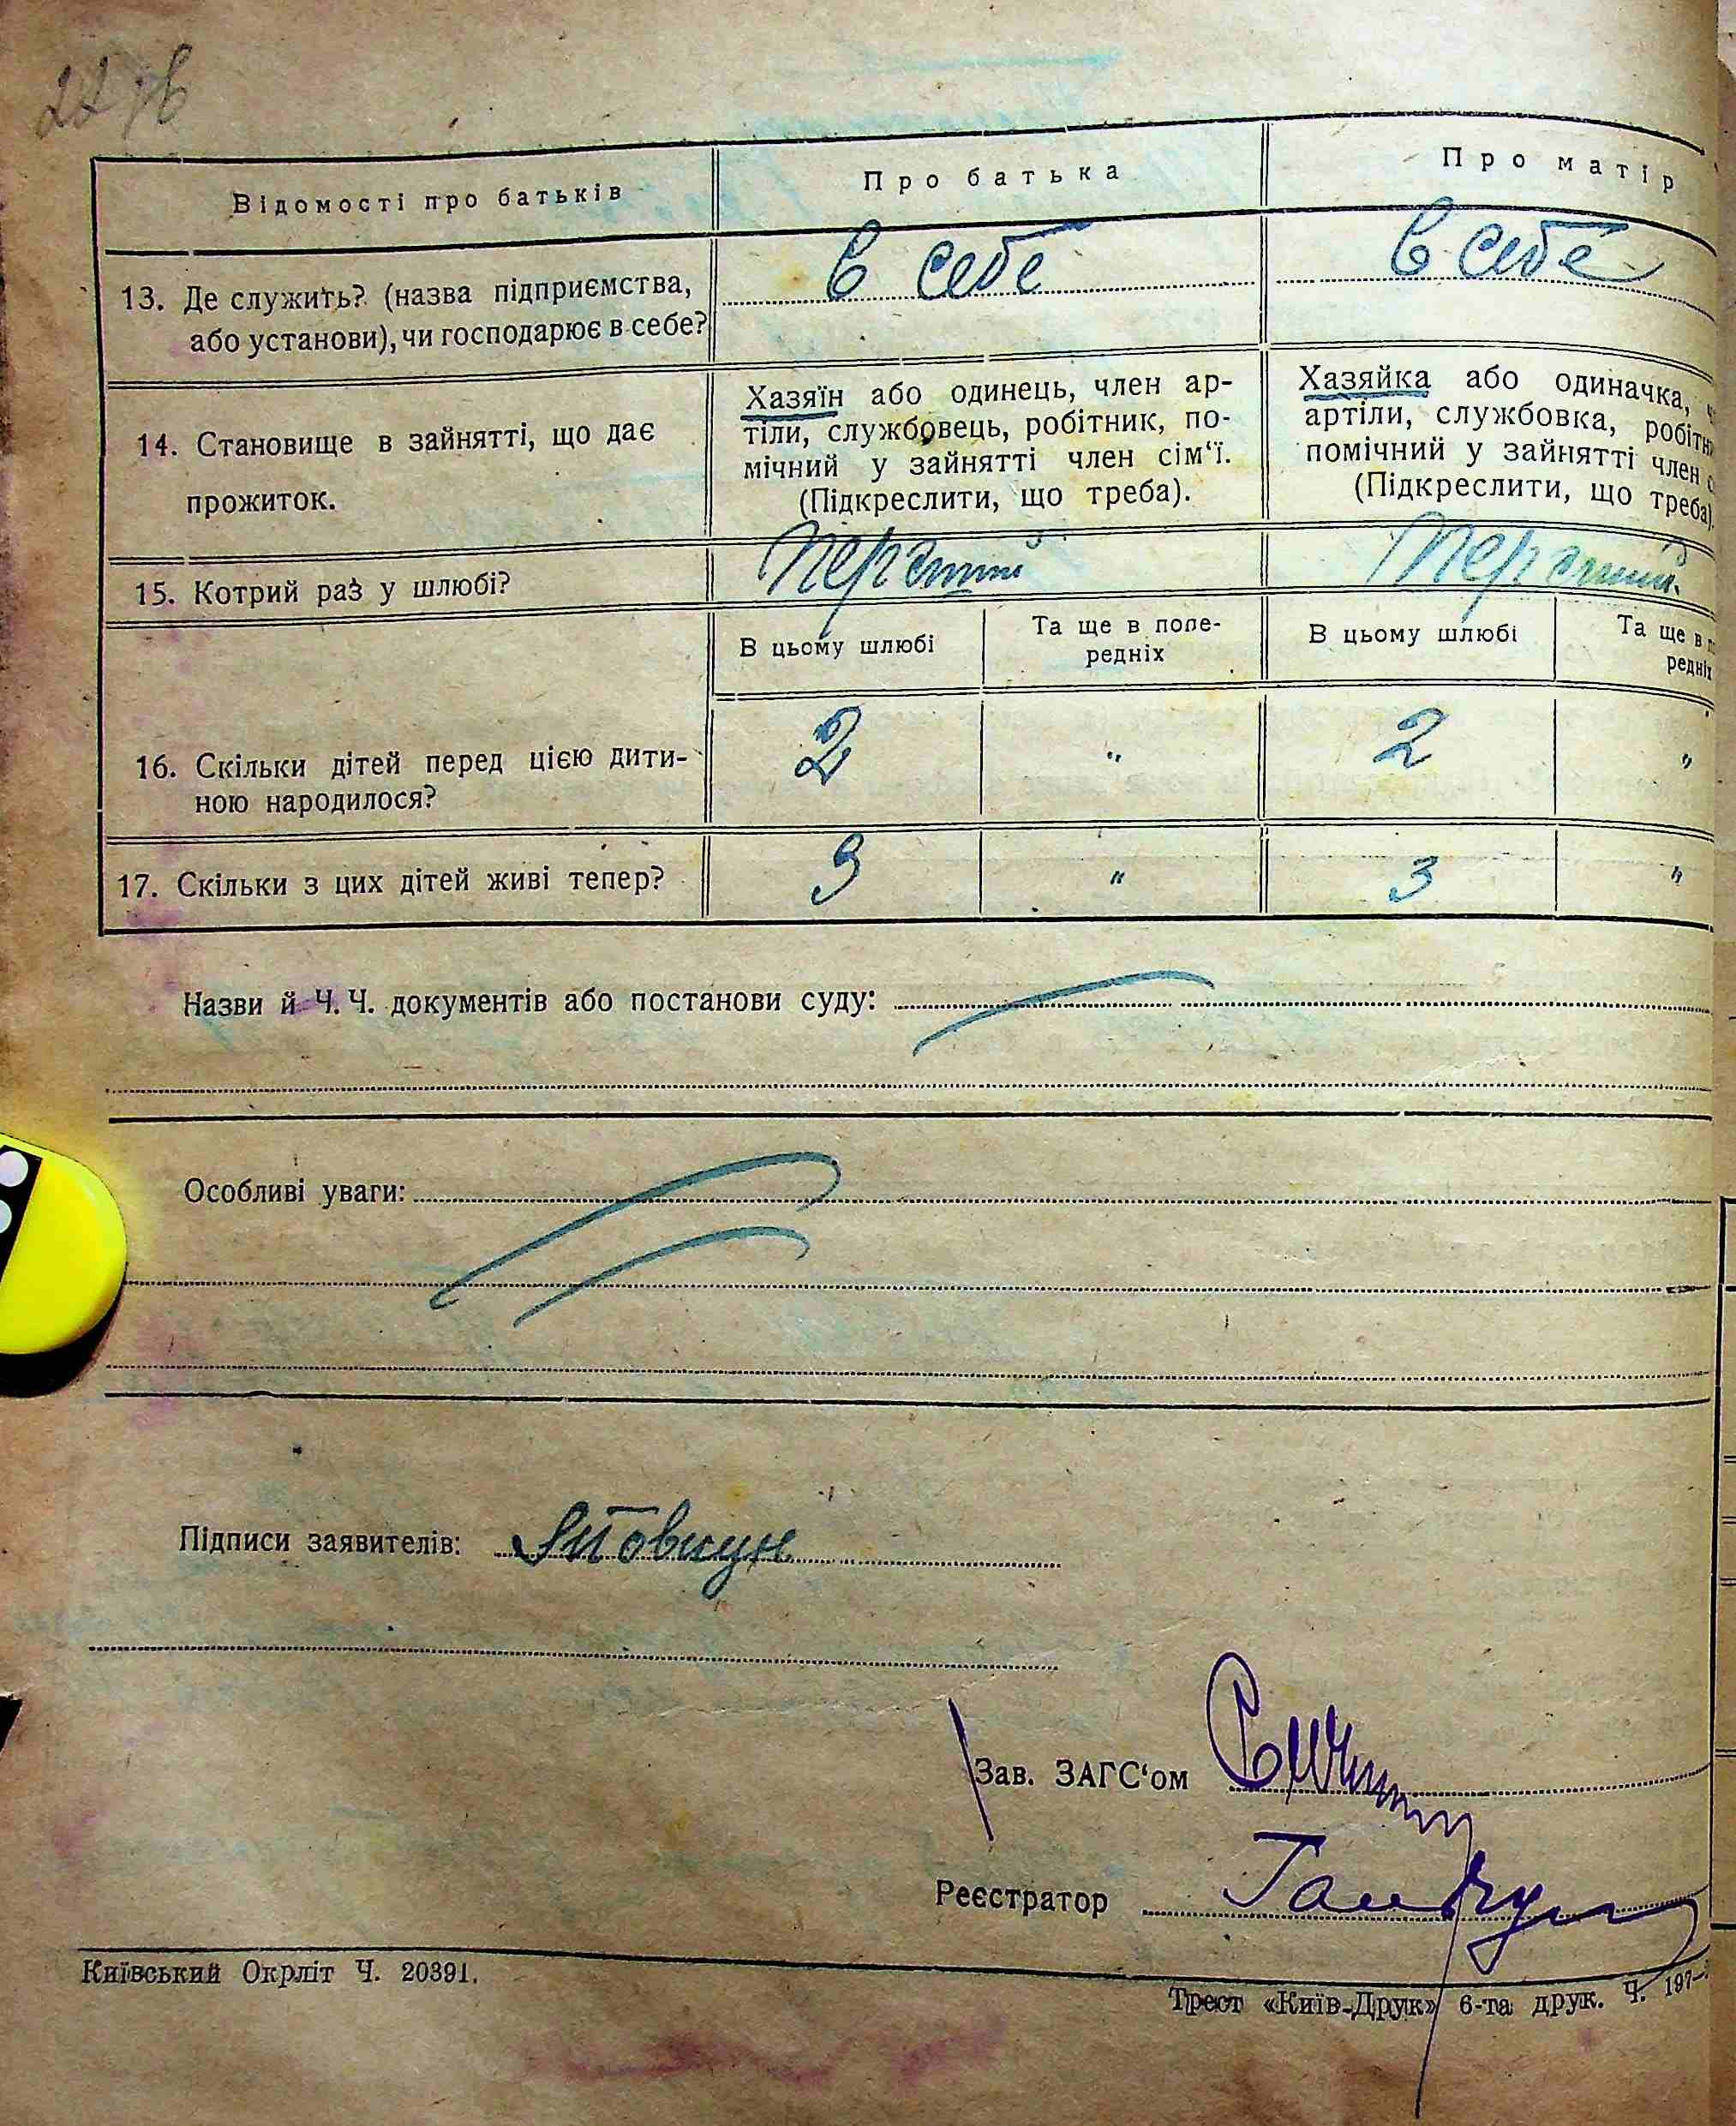 Відомості про батьків
Про батька
Про матір
13. Де служить? (назва підприємства,
або установи), чи господарює в себе?
в себе
в себе
14. Становище в зайнятті, що дає
прожиток.
Хазяїн або одинець, член ар-
тіли, службовець, робітник, по-
мічний у зайнятті член сім‘ї.
(Підкреслити, що треба).
Хазяйка або одиначка,
артіли, службовка, робітн
помічний у зайнятті член
(Підкреслити, що треба)
15. Котрий раз у шлюбі?
В цьому шлюбі
Та ще в попе-
редніх
В цьому шлюбі
Та ще в п
редніх
16. Скільки дітей перед цією дити-
ною народилося?
2
"
2
"
17. Скільки з цих дітей живі тепер?
3
"
3
"
Назви й Ч. Ч. документів або постанови суду:
Особливі уваги:
Підписи заявителів:
Зав. ЗАГС‘ом
Реєстратор
Київський Окрліт Ч. 20391.
Трест «Київ-Друк» 6-та друк. Ч. 197